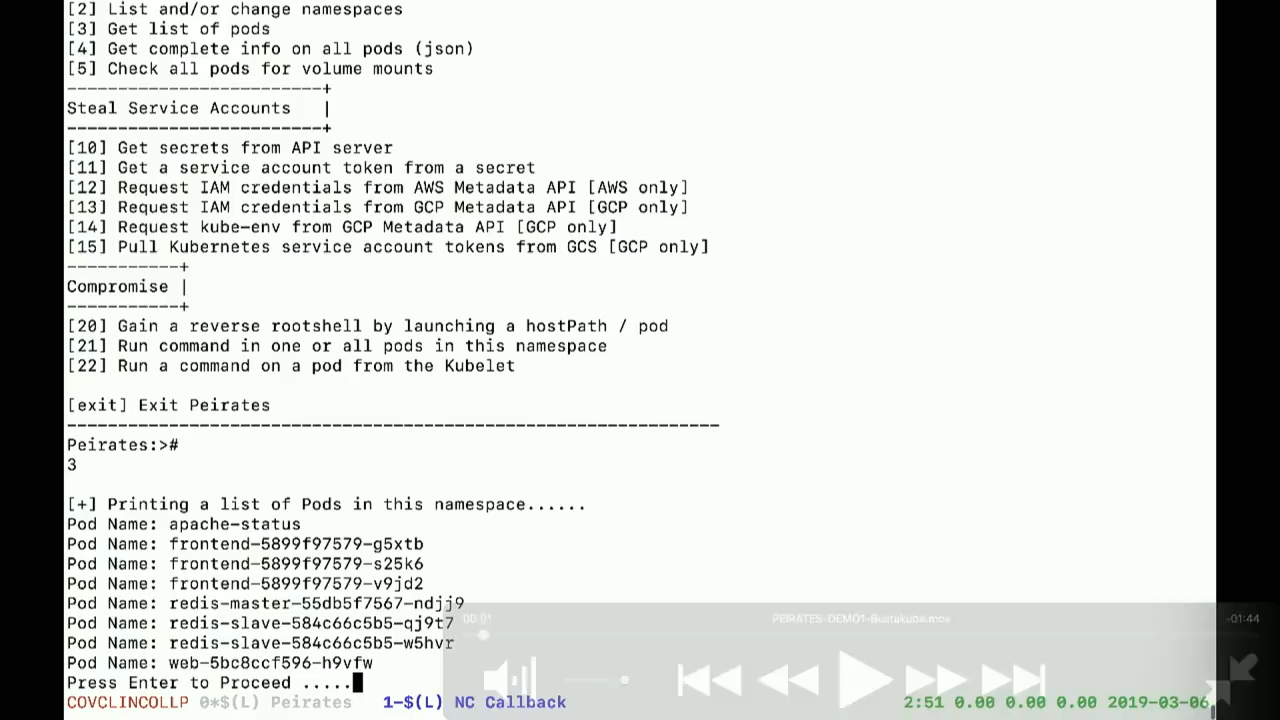 [2] List and/or change namespaces
[3] Get list of pods
[4] Get complete info on all pods (json)
[5] Check all pods for volume mounts
-------------------------+
Steal Service Accounts   |
-------------------------+
[10] Get secrets from API server
[11] Get a service account token from a secret
[12] Request IAM credentials from AWS Metadata API [AWS only]
[13] Request IAM credentials from GCP Metadata API [GCP only]
[14] Request kube-env from GCP Metadata API [GCP only]
[15] Pull Kubernetes service account tokens from GCS [GCP only]
-----------+
Compromise |
-----------+
[20] Gain a reverse rootshell by launching a hostPath / pod
[21] Run command in one or all pods in this namespace
[22] Run a command on a pod from the Kubelet
[exit] Exit Peirates
----------------------------------------------------------------
Peirates:>#
3
[+] Printing a list of Pods in this namespace......
Pod Name: apache-status
Pod Name: frontend-5899f97579-g5xtb
Pod Name: frontend-5899f97579-s25k6
Pod Name: frontend-5899f97579-v9jd2
Pod Name: redis-master-55db5f7567-ndjj9
00:01 PEIRATES-DEMO1-Bustakube.mov -01:44
Pod Name: redis-slave-584c66c5b5-qj9t7
Pod Name: redis-slave-584c66c5b5-w5hvr
Pod Name: web-5bc8ccf596-h9vfw
Press Enter to Proceed .....
COVCLINCOLLP 0*$(L) Peirates   1-$(L) NC Callback   2:51 0.00 0.00 0.00 2019-03-06